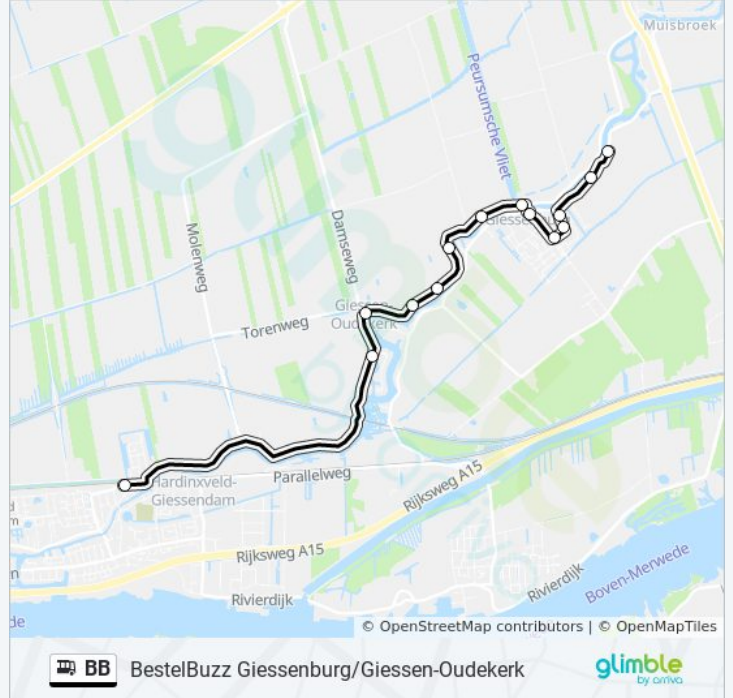 Muisbroek
Peursumsche Vliet
Molenweg
Damseweg
Giessen-
Oudekerk
Torenweg
Hardinxveld-
Giessendam
Parallelweg
Rijksweg A15
Rijksweg A15
Rivierdijk
Rivierdijk
Boven-Merwede
© OpenStreetMap contributors | © OpenMapTiles
BB BestelBuzz Giessenburg/Giessen-Oudekerk
glimble
by arriva